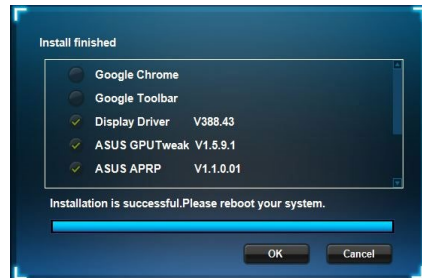 Install finished
Google Chrome
Google Toolbar
Display Driver V388.43
ASUS GPUTweak V1.5.9.1
ASUS APRP V1.1.0.01
Installation is successful.Please reboot your system.
OK Cancel